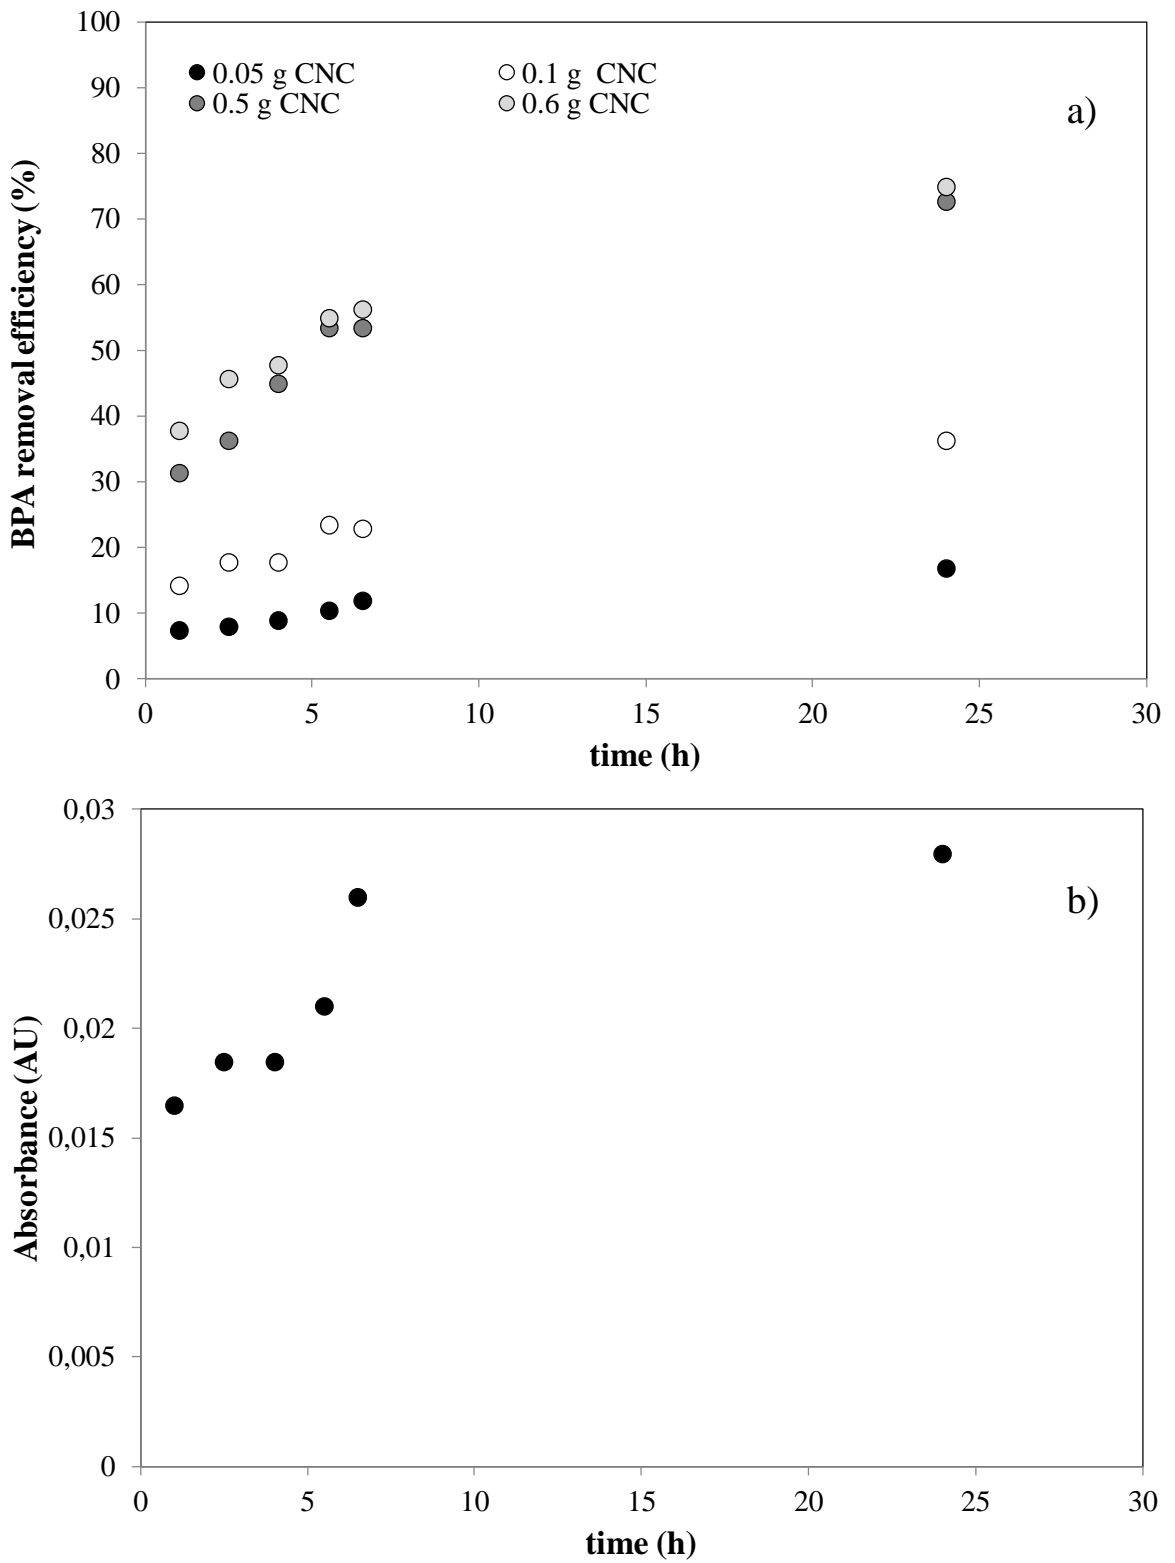 100
90
80
70
60
50
40
30
20
10
0
BPA removal efficiency (%)
0.05 g CNC 0.1 g CNC
0.5 g CNC 0.6 g CNC
a)
0 5 10 15 20 25 30
time (h)
0,03
0,025
0,02
0,015
0,01
0,005
0
Absorbance (AU)
b)
0 5 10 15 20 25 30
time (h)